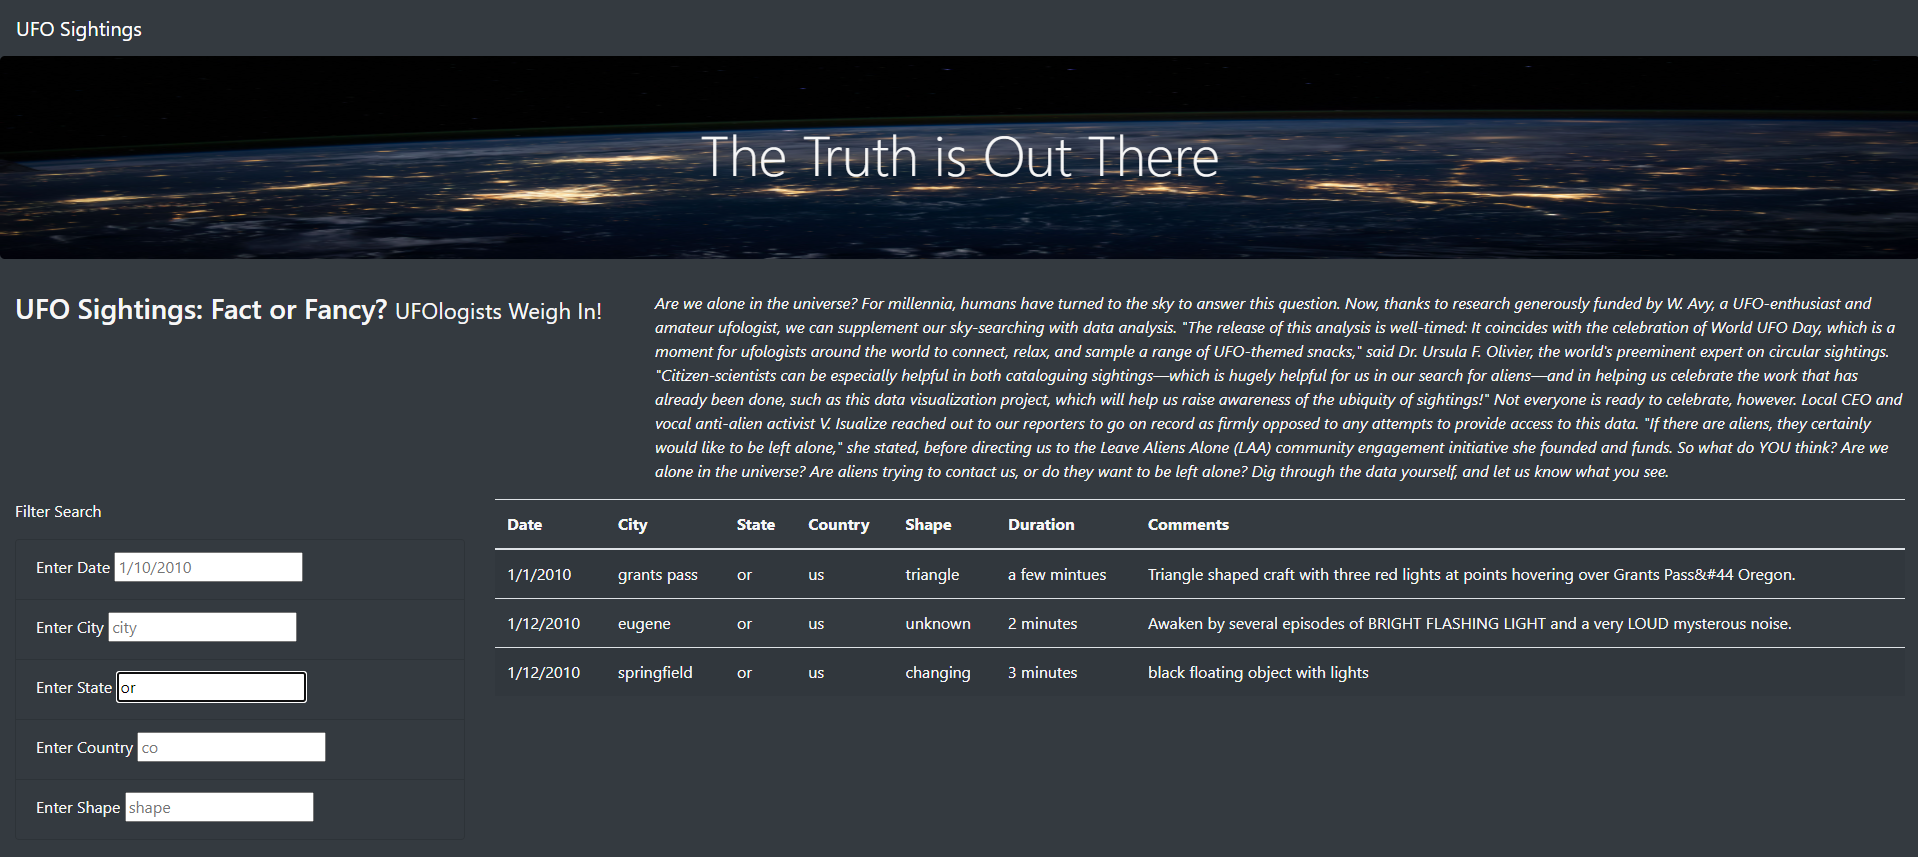 UFO Sightings
The Truth is Out There
UFO Sightings: Fact or Fancy? UFOlogists Weigh In!
Are we alone in the universe? For millennia, humans have turned to the sky to answer this question. Now, thanks to research generously funded by W. Avy, a UFO-enthusiast and
amateur ufologist, we can supplement our sky-searching with data analysis. "The release of this analysis is well-timed: It coincides with the celebration of World UFO Day, which is a
moment for ufologists around the world to connect, relax, and sample a range of UFO-themed snacks," said Dr. Ursula F. Olivier, the world's preeminent expert on circular sightings.
"Citizen-scientists can be especially helpful in both cataloguing sightings—which is hugely helpful for us in our search for aliens—and in helping us celebrate the work that has
already been done, such as this data visualization project, which will help us raise awareness of the ubiquity of sightings!" Not everyone is ready to celebrate, however. Local CEO and
vocal anti-alien activist V. Isualize reached out to our reporters to go on record as firmly opposed to any attempts to provide access to this data. "If there are aliens, they certainly
would like to be left alone," she stated, before directing us to the Leave Aliens Alone (LAA) community engagement initiative she founded and funds. So what do YOU think? Are we
alone in the universe? Are aliens trying to contact us, or do they want to be left alone? Dig through the data yourself, and let us know what you see.
Filter Search
Enter Date 1/10/2010
Enter City city
Enter State or
Enter Country co
Enter Shape shape
Date City State Country Shape Duration Comments
1/1/2010 grants pass or us triangle a few mintues Triangle shaped craft with three red lights at points hovering over Grants Pass&#44 Oregon.
1/12/2010 eugene or us unknown 2 minutes Awaken by several episodes of BRIGHT FLASHING LIGHT and a very LOUD mysterous noise.
1/12/2010 springfield or us changing 3 minutes black floating object with lights